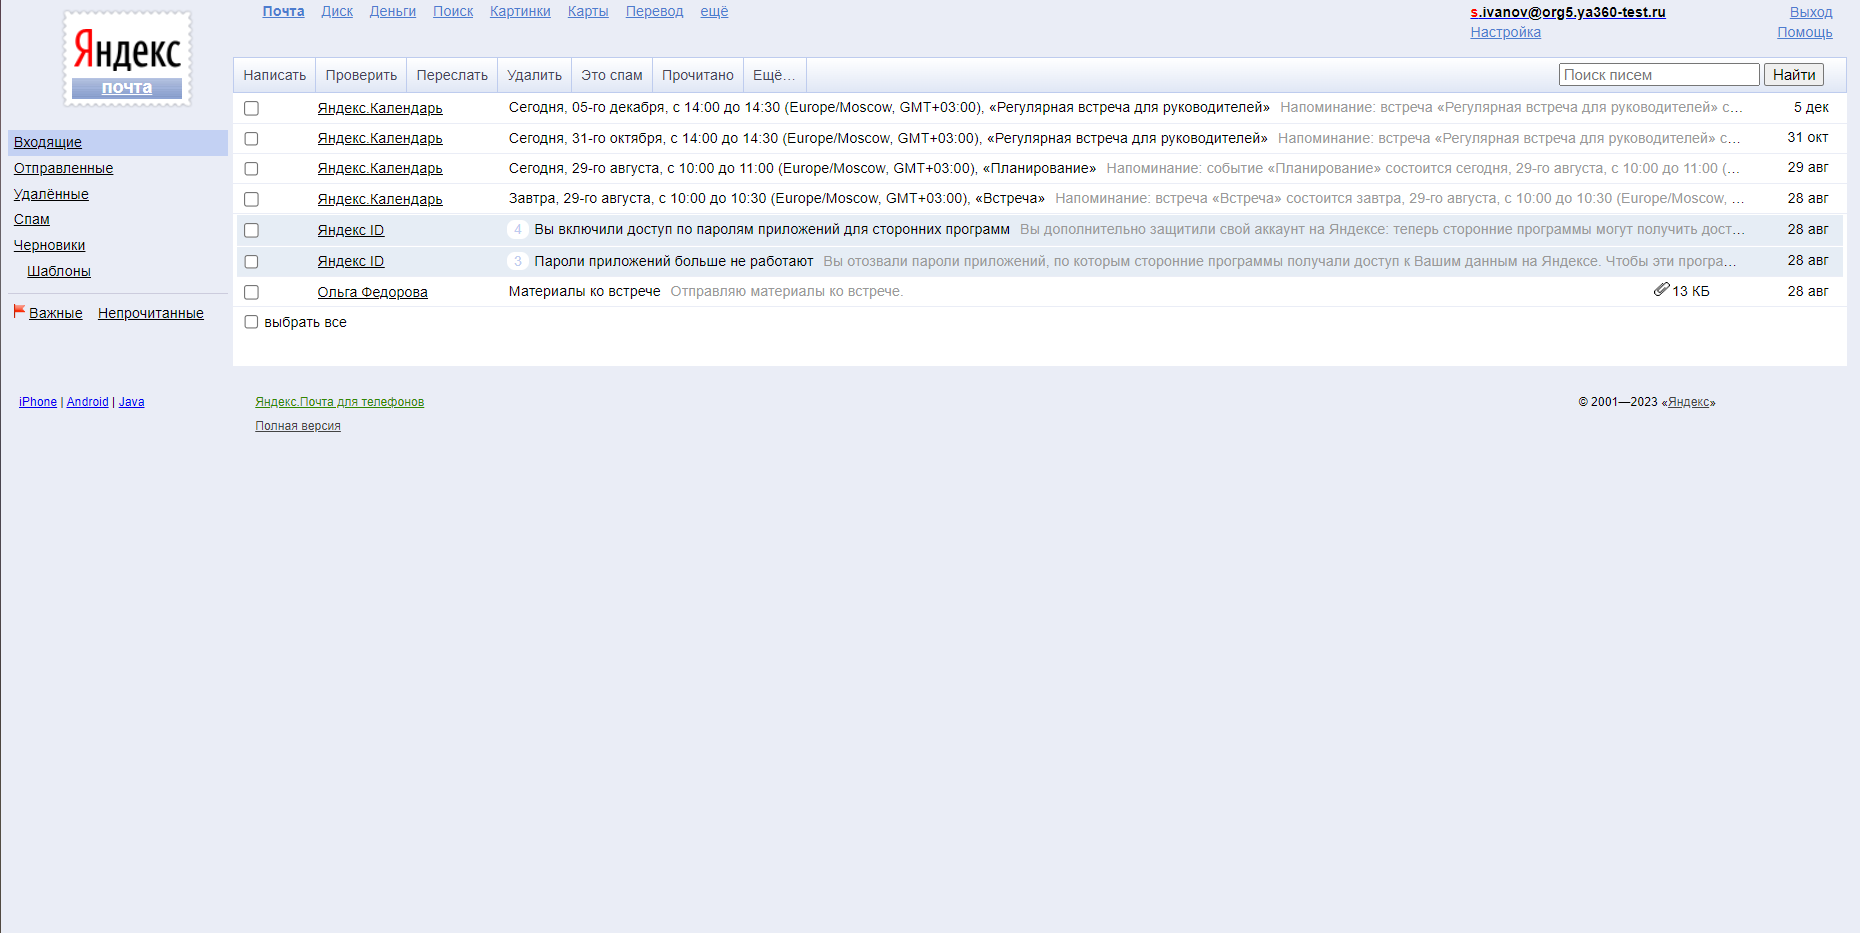 Яндекс
почта
Почта Диск Деньги Поиск Картинки Карты Перевод ещё
s.ivanov@org5.ya360-test.ru Выход
Настройка Помощь
Написать Проверить Переслать Удалить Это спам Прочитано Ещё... Поиск писем Найти
Входящие
Отправленные
Удалённые
Спам
Черновики
Шаблоны
Важные Непрочитанные
Яндекс.Календарь Сегодня, 05-го декабря, с 14:00 до 14:30 (Europe/Moscow, GMT+03:00), «Регулярная встреча для руководителей» Напоминание: встреча «Регулярная встреча для руководителей» с... 5 дек
Яндекс.Календарь Сегодня, 31-го октября, с 14:00 до 14:30 (Europe/Moscow, GMT+03:00), «Регулярная встреча для руководителей» Напоминание: встреча «Регулярная встреча для руководителей» с... 31 окт
Яндекс.Календарь Сегодня, 29-го августа, с 10:00 до 11:00 (Europe/Moscow, GMT+03:00), «Планирование» Напоминание: событие «Планирование» состоится сегодня, 29-го августа, с 10:00 до 11:00 (... 29 авг
Яндекс.Календарь Завтра, 29-го августа, с 10:00 до 10:30 (Europe/Moscow, GMT+03:00), «Встреча» Напоминание: встреча «Встреча» состоится завтра, 29-го августа, с 10:00 до 10:30 (Europe/Moscow, ... 28 авг
Яндекс ID 4 Вы включили доступ по паролям приложений для сторонних программ Вы дополнительно защитили свой аккаунт на Яндексе: теперь сторонние программы могут получить дост... 28 авг
Яндекс ID 3 Пароли приложений больше не работают Вы отозвали пароли приложений, по которым сторонние программы получали доступ к Вашим данным на Яндексе. Чтобы эти програ... 28 авг
Ольга Федорова Материалы ко встрече Отправляю материалы ко встрече. 13 КБ 28 авг
выбрать все
iPhone | Android | Java Яндекс.Почта для телефонов © 2001—2023 «Яндекс»
Полная версия